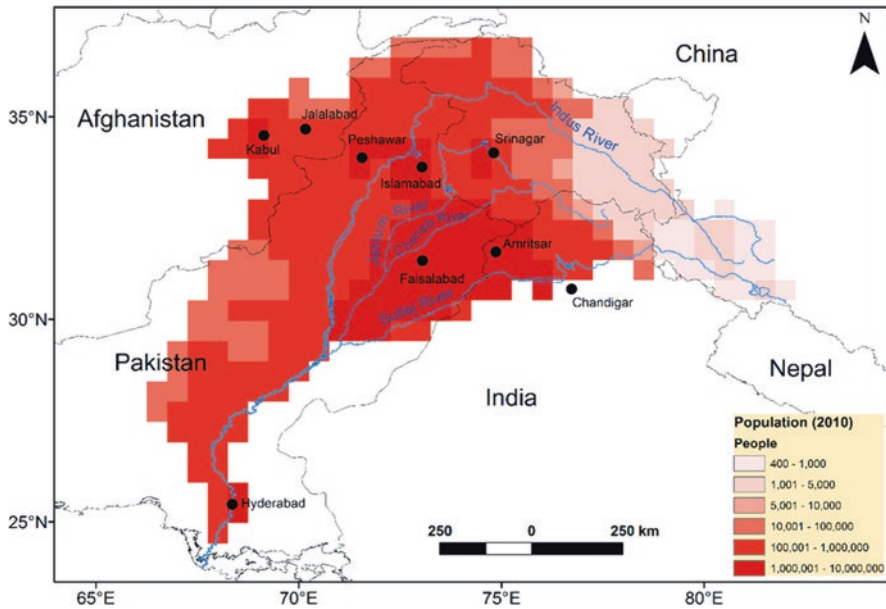 N
China
Afghanistan
35°N
Jalalabad
Kabul
Peshawar
Islamabad
Srinagar
Indus River
Jehlum River
Chenab River
Amritsar
Faisalabad
Sutlej River
Chandigar
30°N
Pakistan
Nepal
India
Hyderabad
25°N
250 0 250 km
Population (2010)
People
400 - 1,000
1,001 - 5,000
5,001 - 10,000
10,001 - 100,000
100,001 - 1,000,000
1,000,001 - 10,000,000
65°E 70°E 75°E 80°E